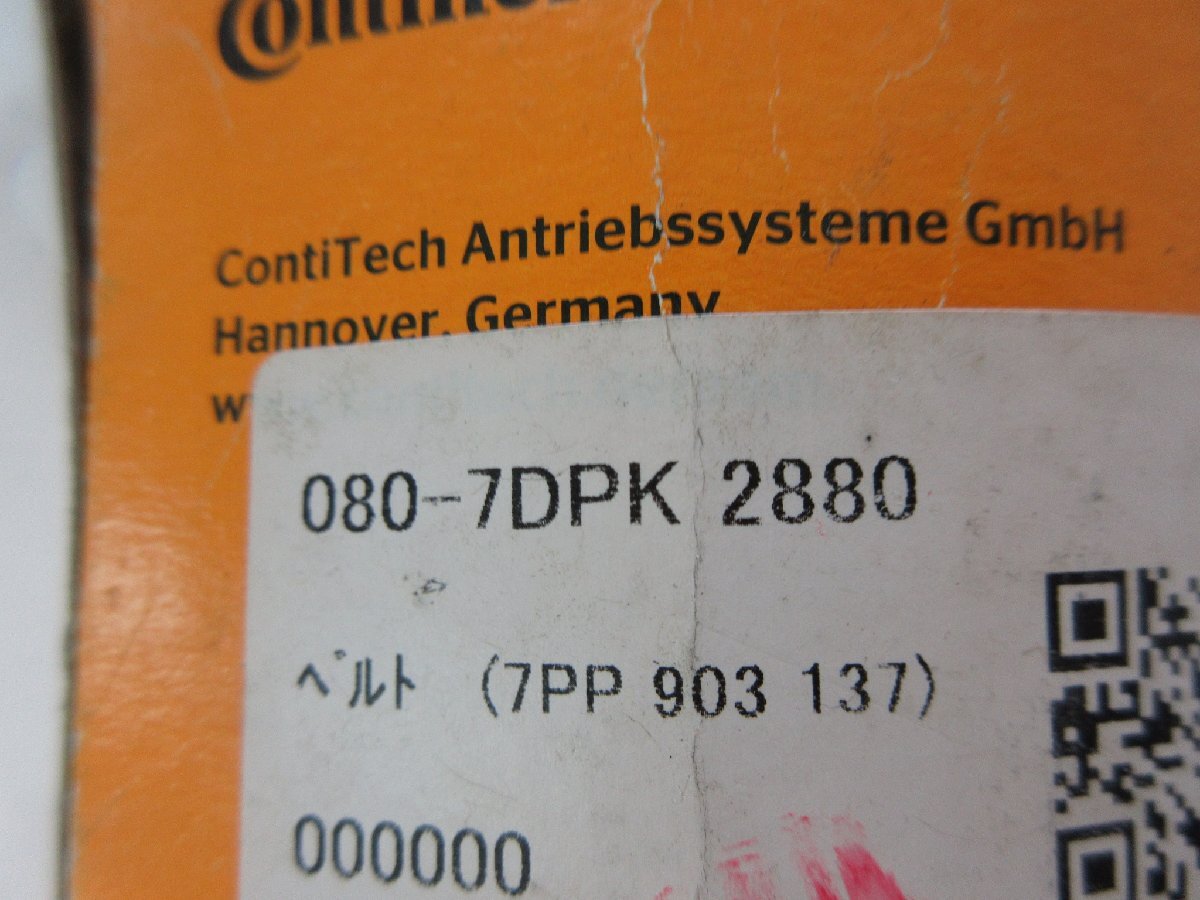 ContiTech Antriebssysteme GmbH
Hannover, Germany
080-7DPK 2880
ﾍﾞﾙﾄ (7PP 903 137)
000000